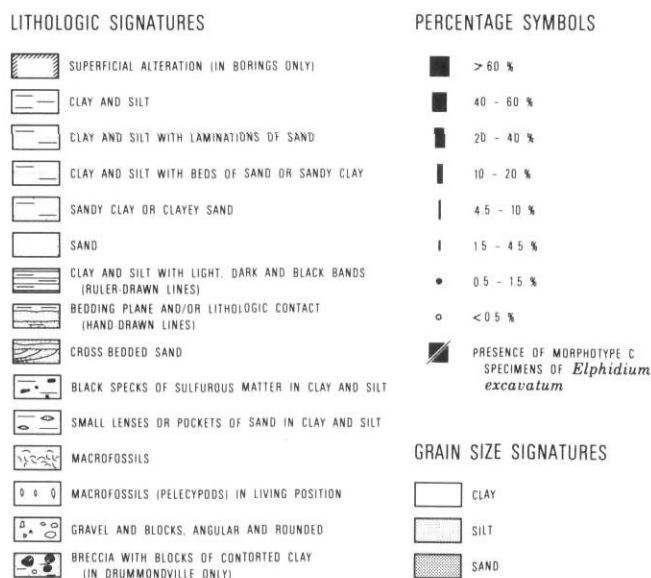 LITHOLOGIC SIGNATURES
SUPERFICIAL ALTERATION (IN BORINGS ONLY)
CLAY AND SILT
CLAY AND SILT WITH LAMINATIONS OF SAND
CLAY AND SILT WITH BEDS OF SAND OR SANDY CLAY
SANDY CLAY OR CLAYEY SAND
SAND
CLAY AND SILT WITH LIGHT, DARK AND BLACK BANDS
(RULER-DRAWN LINES)
BEDDING PLANE AND/OR LITHOLOGIC CONTACT
(HAND DRAWN LINES)
CROSS BEDDED SAND
BLACK SPECKS OF SULFUROUS MATTER IN CLAY AND SILT
SMALL LENSES OR POCKETS OF SAND IN CLAY AND SILT
MACROFOSSILS
MACROFOSSILS (PELECYPODS) IN LIVING POSITION
GRAVEL AND BLOCKS, ANGULAR AND ROUNDED
BRECCIA WITH BLOCKS OF CONTORTED CLAY
(IN DRUMMONDVILLE ONLY)
PERCENTAGE SYMBOLS
> 60 %
40 - 60 %
20 - 40 %
10 - 20 %
4.5 - 10 %
1.5 - 4.5 %
0.5 - 1.5 %
< 0.5 %
PRESENCE OF MORPHOTYPE C
SPECIMENS OF Elphidium
excavatum
GRAIN SIZE SIGNATURES
CLAY
SILT
SAND